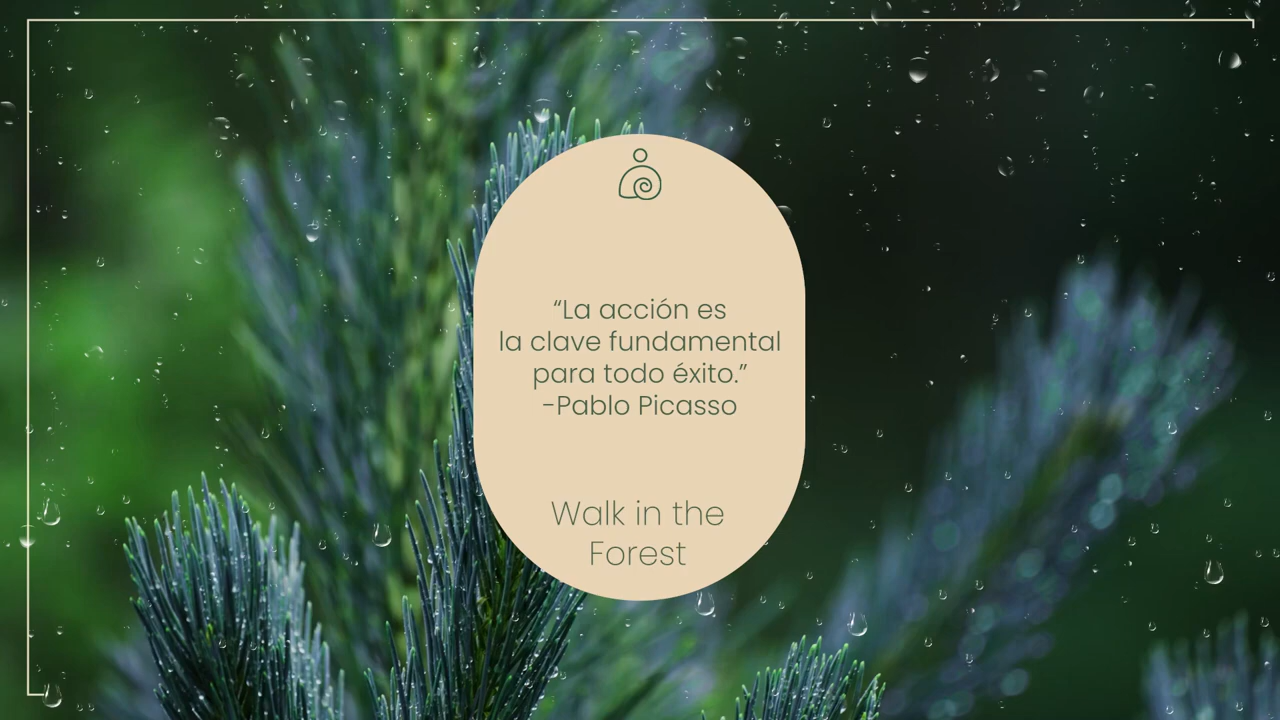 “La acción es
la clave fundamental
para todo éxito.”
-Pablo Picasso
Walk in the
Forest